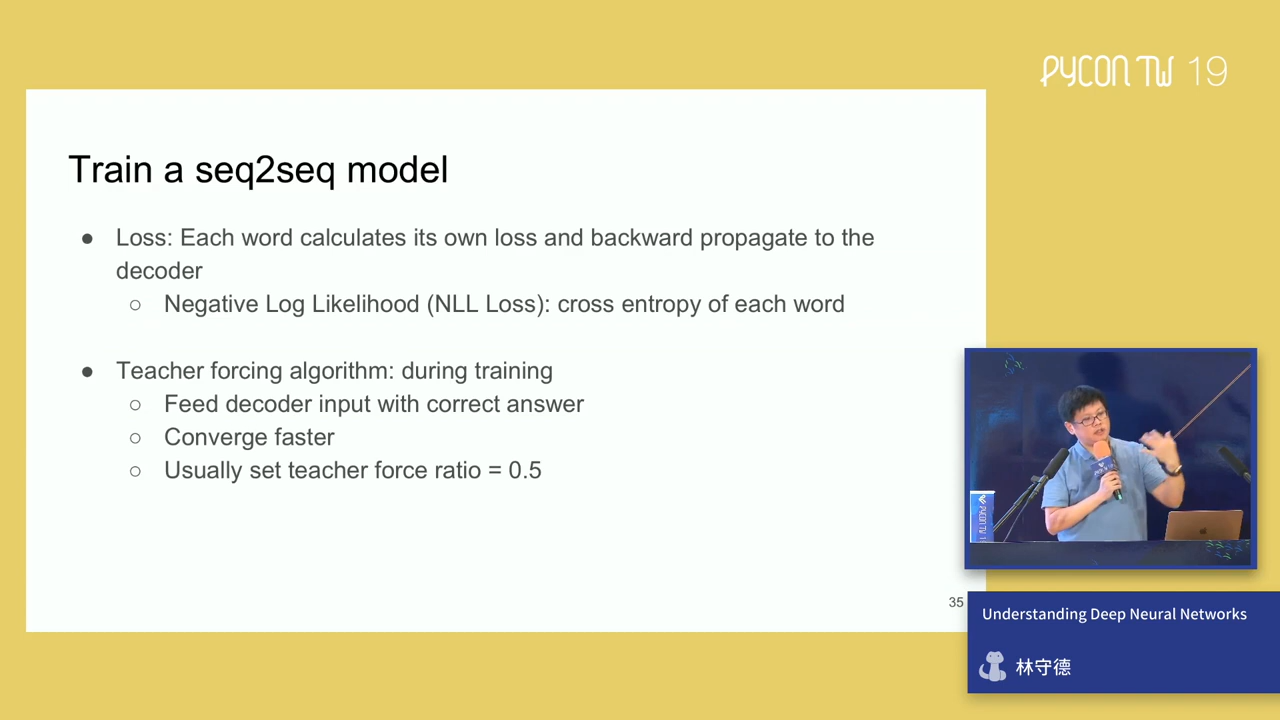 PYCON TW 19
Train a seq2seq model
● Loss: Each word calculates its own loss and backward propagate to the
decoder
○ Negative Log Likelihood (NLL Loss): cross entropy of each word
● Teacher forcing algorithm: during training
○ Feed decoder input with correct answer
○ Converge faster
○ Usually set teacher force ratio = 0.5
35
Understanding Deep Neural Networks
林守德